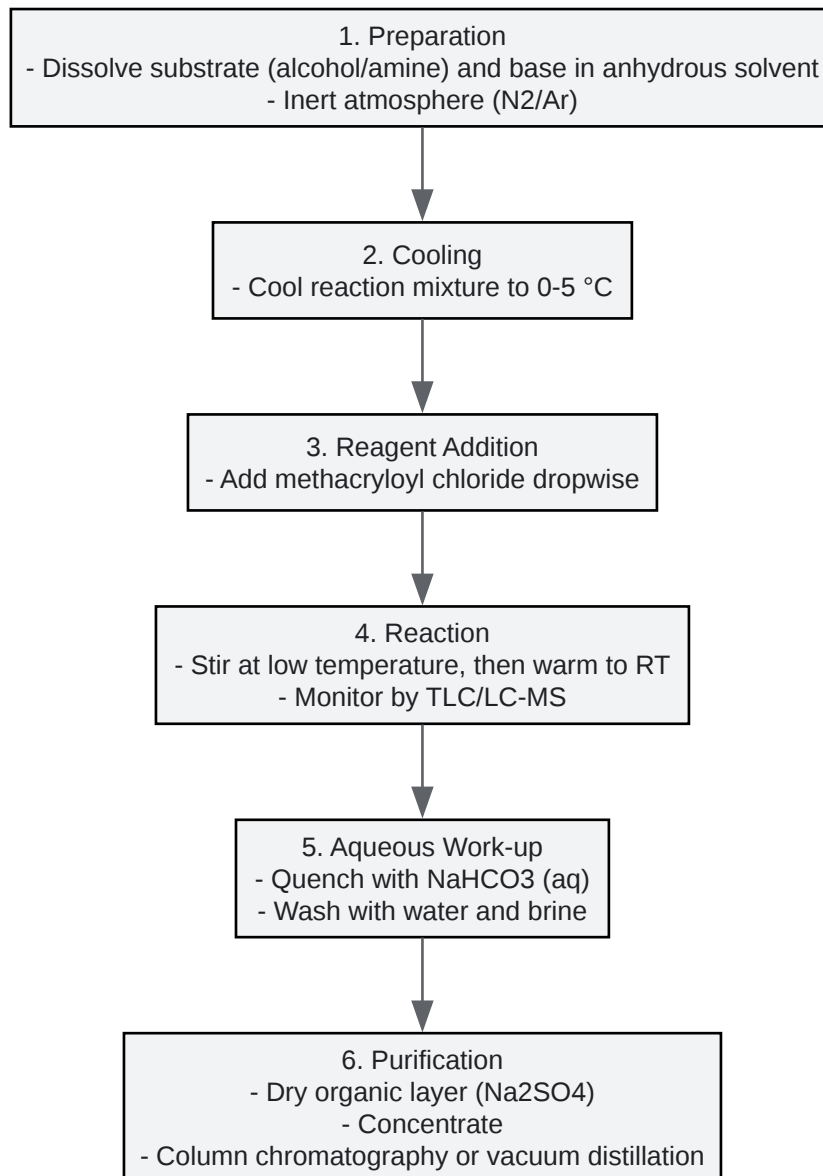 1. Preparation
- Dissolve substrate (alcohol/amine) and base in anhydrous solvent
- Inert atmosphere (N2/Ar)
2. Cooling
- Cool reaction mixture to 0-5 °C
3. Reagent Addition
- Add methacryloyl chloride dropwise
4. Reaction
- Stir at low temperature, then warm to RT
- Monitor by TLC/LC-MS
5. Aqueous Work-up
- Quench with NaHCO3 (aq)
- Wash with water and brine
6. Purification
- Dry organic layer (Na2SO4)
- Concentrate
- Column chromatography or vacuum distillation